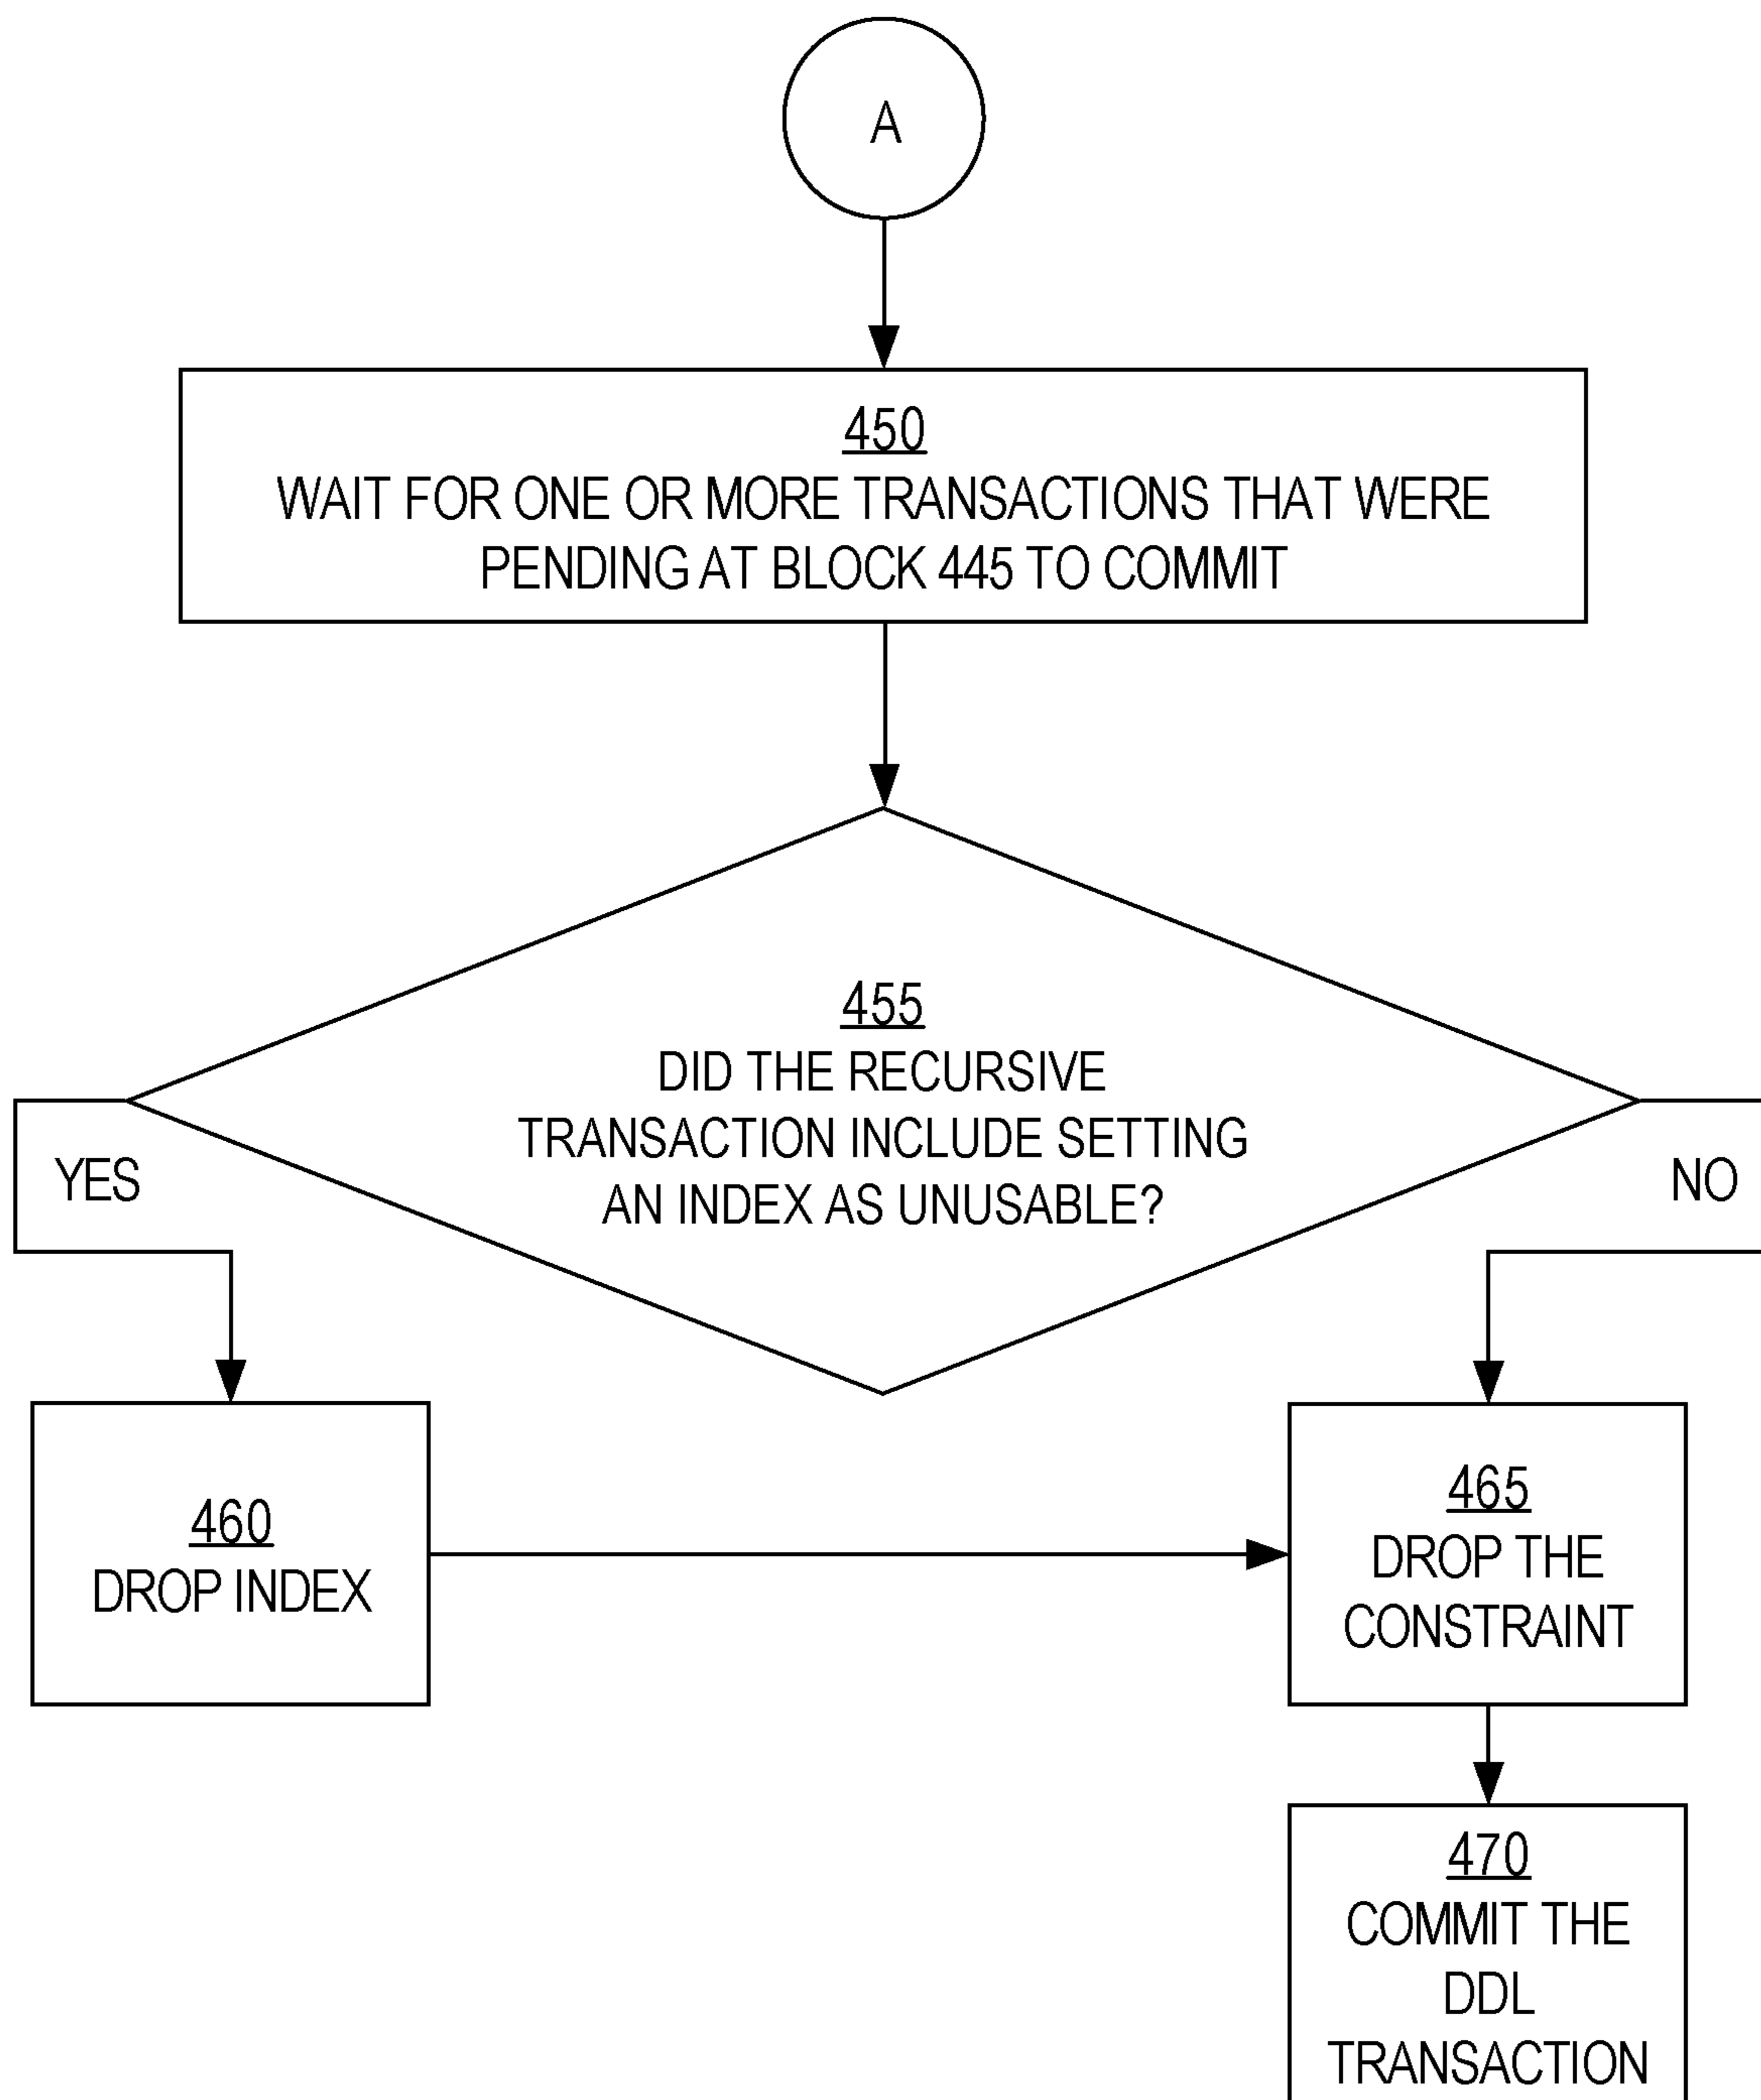 A
450
WAIT FOR ONE OR MORE TRANSACTIONS THAT WERE
PENDING AT BLOCK 445 TO COMMIT
455
DID THE RECURSIVE
TRANSACTION INCLUDE SETTING
AN INDEX AS UNUSABLE?
YES
NO
460
DROP INDEX
465
DROP THE
CONSTRAINT
470
COMMIT THE
DDL
TRANSACTION